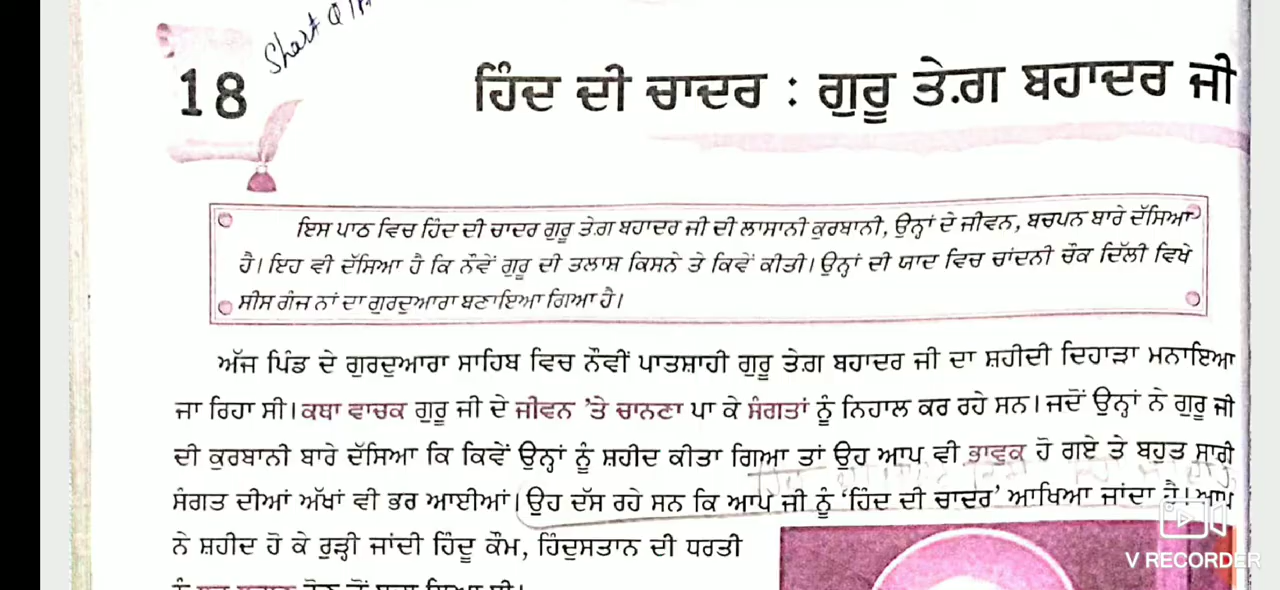 Short Q
18
ਹਿੰਦ ਦੀ ਚਾਦਰ : ਗੁਰੂ ਤੇਗ਼ ਬਹਾਦਰ ਜੀ
ਇਸ ਪਾਠ ਵਿਚ ਹਿੰਦ ਦੀ ਚਾਦਰ ਗੁਰੂ ਤੇਗ਼ ਬਹਾਦਰ ਜੀ ਦੀ ਲਾਸਾਨੀ ਕੁਰਬਾਨੀ, ਉਨ੍ਹਾਂ ਦੇ ਜੀਵਨ, ਬਚਪਨ ਬਾਰੇ ਦੱਸਿਆ
ਹੈ। ਇਹ ਵੀ ਦੱਸਿਆ ਹੈ ਕਿ ਨੌਵੇਂ ਗੁਰੂ ਦੀ ਤਲਾਸ਼ ਕਿਸਨੇ ਤੇ ਕਿਵੇਂ ਕੀਤੀ। ਉਨ੍ਹਾਂ ਦੀ ਯਾਦ ਵਿਚ ਚਾਂਦਨੀ ਚੌਕ ਦਿੱਲੀ ਵਿਖੇ
ਸੀਸ ਗੰਜ ਨਾਂ ਦਾ ਗੁਰਦੁਆਰਾ ਬਣਾਇਆ ਗਿਆ ਹੈ।
ਅੱਜ ਪਿੰਡ ਦੇ ਗੁਰਦੁਆਰਾ ਸਾਹਿਬ ਵਿਚ ਨੌਵੀਂ ਪਾਤਸ਼ਾਹੀ ਗੁਰੂ ਤੇਗ਼ ਬਹਾਦਰ ਜੀ ਦਾ ਸ਼ਹੀਦੀ ਦਿਹਾੜਾ ਮਨਾਇਆ
ਜਾ ਰਿਹਾ ਸੀ। ਕਥਾ ਵਾਚਕ ਗੁਰੂ ਜੀ ਦੇ ਜੀਵਨ 'ਤੇ ਚਾਨਣਾ ਪਾ ਕੇ ਸੰਗਤਾਂ ਨੂੰ ਨਿਹਾਲ ਕਰ ਰਹੇ ਸਨ। ਜਦੋਂ ਉਨ੍ਹਾਂ ਨੇ ਗੁਰੂ ਜੀ
ਦੀ ਕੁਰਬਾਨੀ ਬਾਰੇ ਦੱਸਿਆ ਕਿ ਕਿਵੇਂ ਉਨ੍ਹਾਂ ਨੂੰ ਸ਼ਹੀਦ ਕੀਤਾ ਗਿਆ ਤਾਂ ਉਹ ਆਪ ਵੀ ਭਾਵੁਕ ਹੋ ਗਏ ਤੇ ਬਹੁਤ ਸਾਰੀ
ਸੰਗਤ ਦੀਆਂ ਅੱਖਾਂ ਵੀ ਭਰ ਆਈਆਂ। ਉਹ ਦੱਸ ਰਹੇ ਸਨ ਕਿ ਆਪ ਜੀ ਨੂੰ 'ਹਿੰਦ ਦੀ ਚਾਦਰ' ਆਖਿਆ ਜਾਂਦਾ ਹੈ। ਆਪ
ਨੇ ਸ਼ਹੀਦ ਹੋ ਕੇ ਰੁੜ੍ਹੀ ਜਾਂਦੀ ਹਿੰਦੂ ਕੌਮ, ਹਿੰਦੁਸਤਾਨ ਦੀ ਧਰਤੀ
V RECORDER